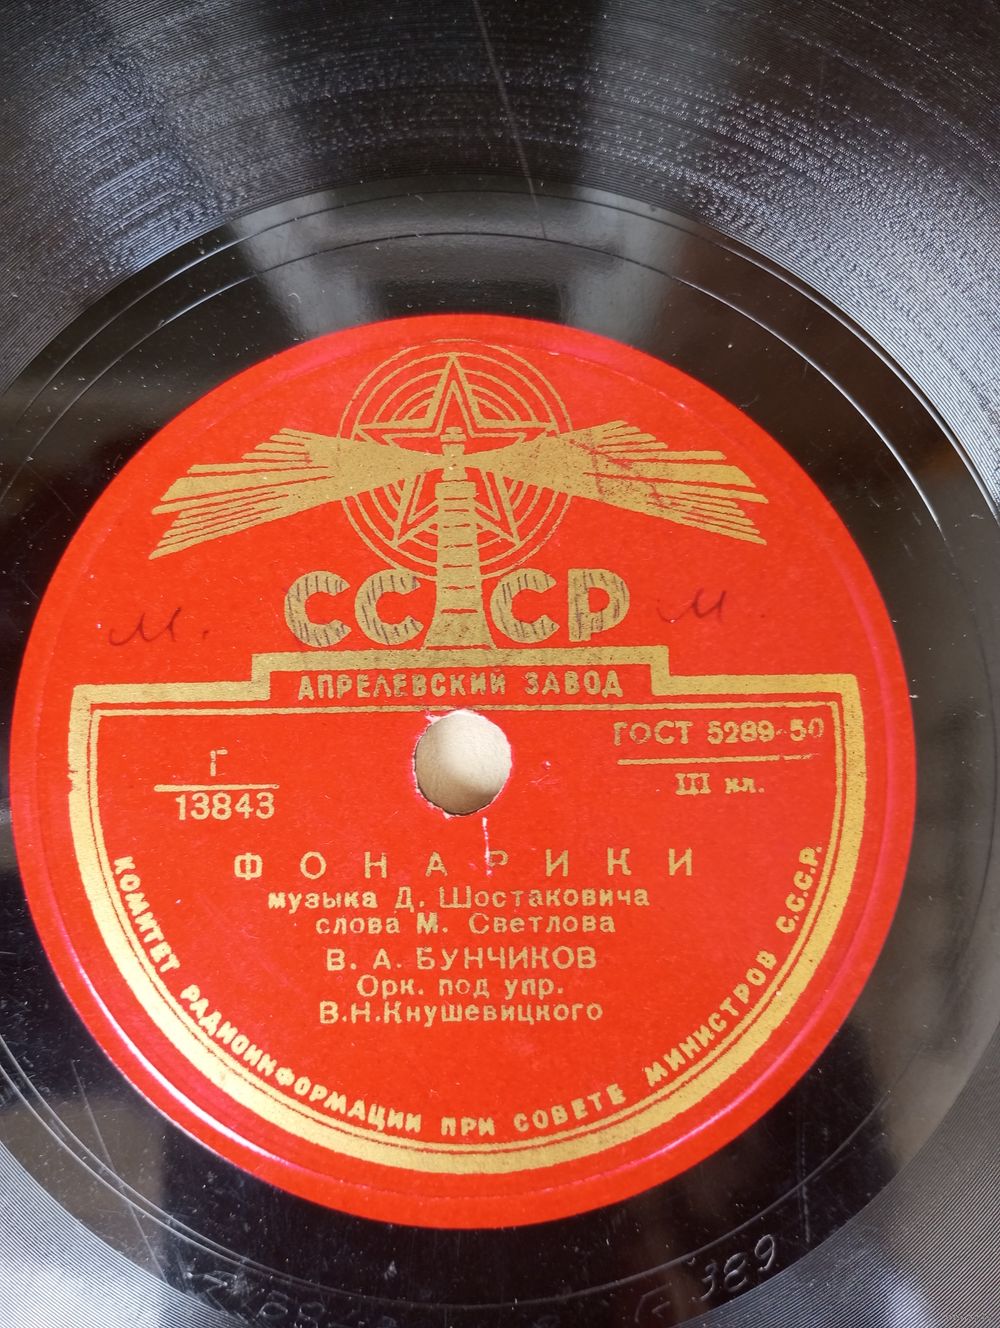 СССР
м. м.
АПРЕЛЕВСКИЙ ЗАВОД
ГОСТ 5289-50
Г
13843
III кл.
ФОНАРИКИ
музыка Д. Шостаковича
слова М. Светлова
В. А. БУНЧИКОВ
Орк. под упр.
В.Н.Кнушевицкого
КОМИТЕТ РАДИОИНФОРМАЦИИ ПРИ СОВЕТЕ МИНИСТРОВ С.С.С.Р.